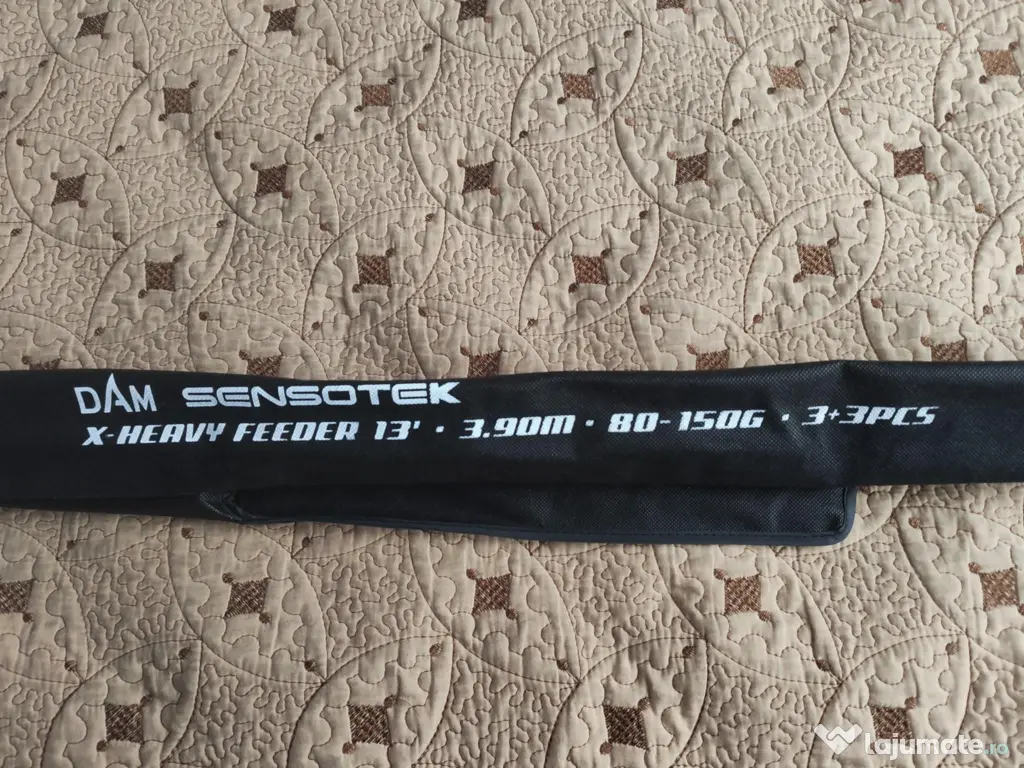 DAM SENSOTEK
X-HEAVY FEEDER 13' · 3.90M · 80-150G · 3+3PCS
Lajumate.ro